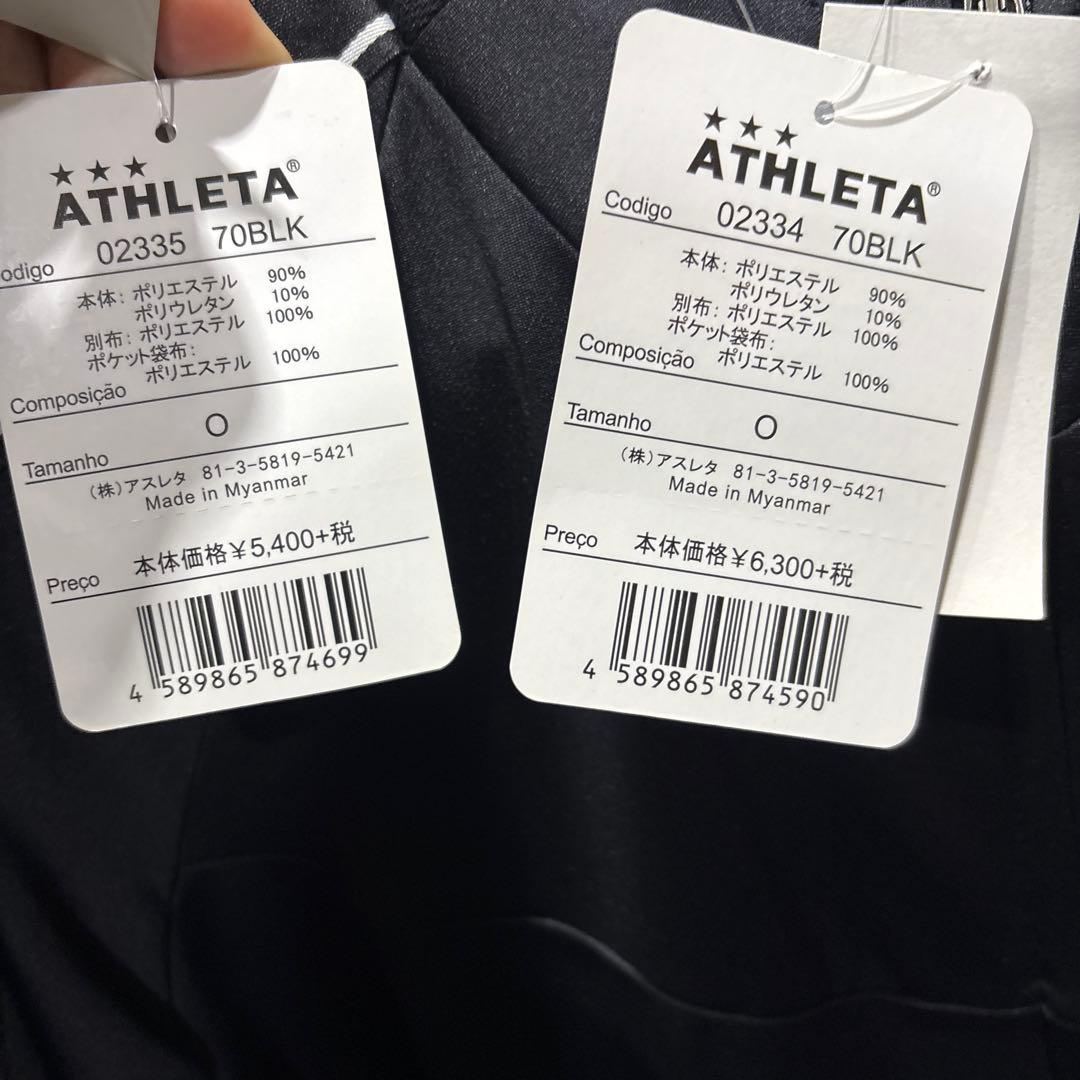 ★★★
ATHLETA®
odigo 02335 70BLK
本体: ポリエステル 90%
ポリウレタン 10%
別布: ポリエステル 100%
ポケット袋布:
ポリエステル 100%
Composição
O
Tamanho
(株)アスレタ 81-3-5819-5421
Made in Myanmar
Preço 本体価格¥5,400+税
4 589865 874699
★★★
ATHLETA®
Codigo 02334 70BLK
本体: ポリエステル 90%
ポリウレタン 10%
別布: ポリエステル 100%
ポケット袋布:
Composição ポリエステル 100%
Tamanho O
(株)アスレタ 81-3-5819-5421
Made in Myanmar
Preço 本体価格¥6,300+税
4 589865 874590